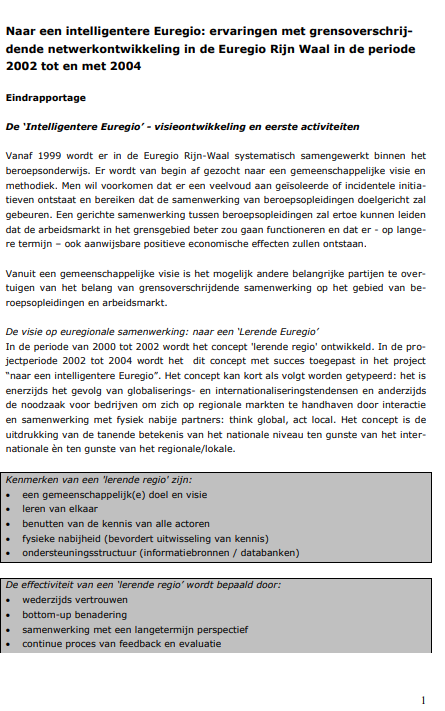 Naar een intelligentere Euregio: ervaringen met grensoverschrij-
dende netwerkontwikkeling in de Euregio Rijn Waal in de periode
2002 tot en met 2004
Eindrapportage
De ‘Intelligentere Euregio’ - visieontwikkeling en eerste activiteiten
Vanaf 1999 wordt er in de Euregio Rijn-Waal systematisch samengewerkt binnen het
beroepsonderwijs. Er wordt van begin af gezocht naar een gemeenschappelijke visie en
methodiek. Men wil voorkomen dat er een veelvoud aan geïsoleerde of incidentele initia-
tieven ontstaat en bereiken dat de samenwerking van beroepsopleidingen doelgericht zal
gebeuren. Een gerichte samenwerking tussen beroepsopleidingen zal ertoe kunnen leiden
dat de arbeidsmarkt in het grensgebied beter zou gaan functioneren en dat er - op lange-
re termijn – ook aanwijsbare positieve economische effecten zullen ontstaan.
Vanuit een gemeenschappelijke visie is het mogelijk andere belangrijke partijen te over-
tuigen van het belang van grensoverschrijdende samenwerking op het gebied van be-
roepsopleidingen en arbeidsmarkt.
De visie op euregionale samenwerking: naar een ‘Lerende Euregio’
In de periode van 2000 tot 2002 wordt het concept 'lerende regio' ontwikkeld. In de pro-
jectperiode 2002 tot 2004 wordt het dit concept met succes toegepast in het project
“naar een intelligentere Euregio”. Het concept kan kort als volgt worden getypeerd: het is
enerzijds het gevolg van globaliserings- en internationaliseringstendensen en anderzijds
de noodzaak voor bedrijven om zich op regionale markten te handhaven door interactie
en samenwerking met fysiek nabije partners: think global, act local. Het concept is de
uitdrukking van de tanende betekenis van het nationale niveau ten gunste van het inter-
nationale èn ten gunste van het regionale/lokale.
Kenmerken van een 'lerende regio' zijn:
• een gemeenschappelijk(e) doel en visie
• leren van elkaar
• benutten van de kennis van alle actoren
• fysieke nabijheid (bevordert uitwisseling van kennis)
• ondersteuningsstructuur (informatiebronnen / databanken)
De effectiviteit van een ‘lerende regio’ wordt bepaald door:
• wederzijds vertrouwen
• bottom-up benadering
• samenwerking met een langetermijn perspectief
• continue proces van feedback en evaluatie
1